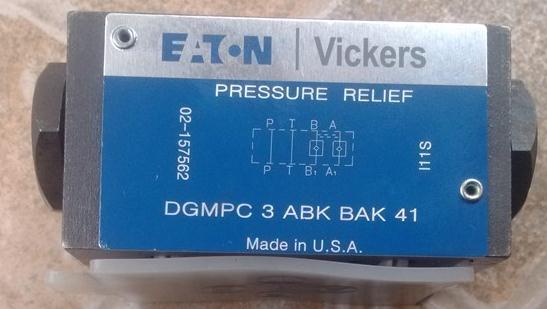 EATON | Vickers
PRESSURE RELIEF
02-157562
P T B A
P T B₁ A₁
I11S
DGMPC 3 ABK BAK 41
Made in U.S.A.